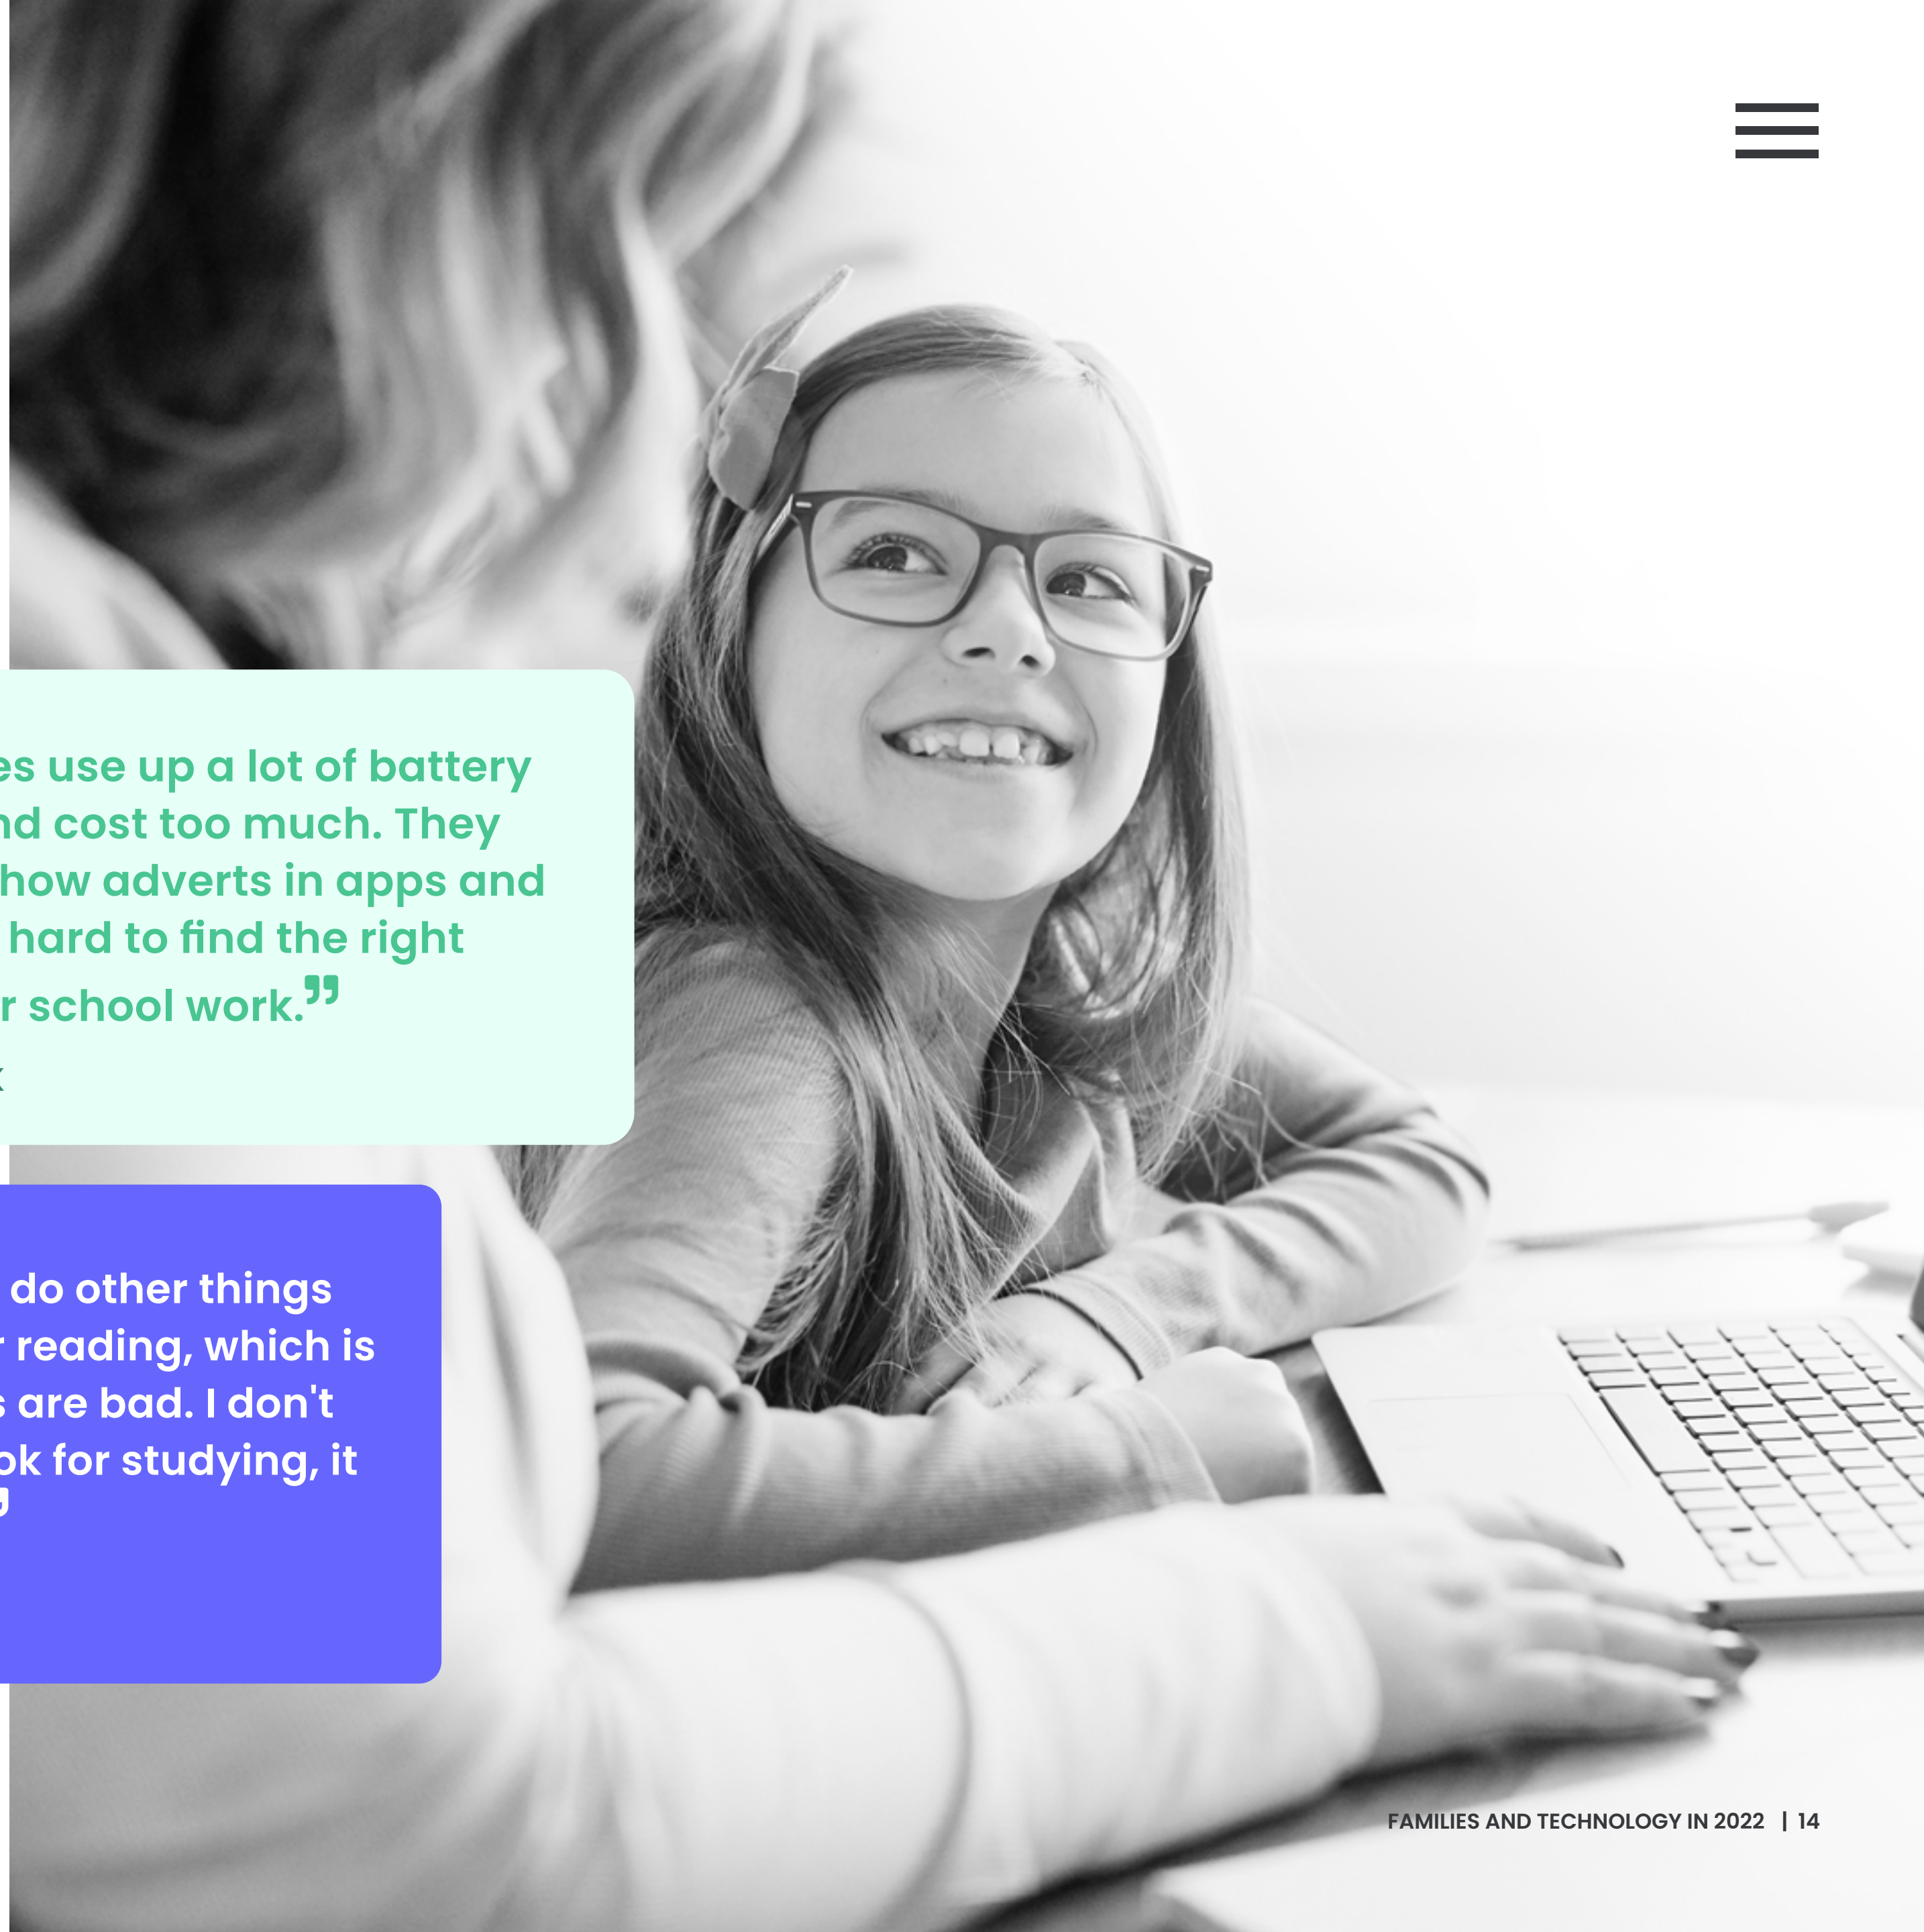 es use up a lot of battery
nd cost too much. They
how adverts in apps and
hard to find the right
r school work.”
k
do other things
r reading, which is
s are bad. I don't
ok for studying, it
”
FAMILIES AND TECHNOLOGY IN 2022 | 14